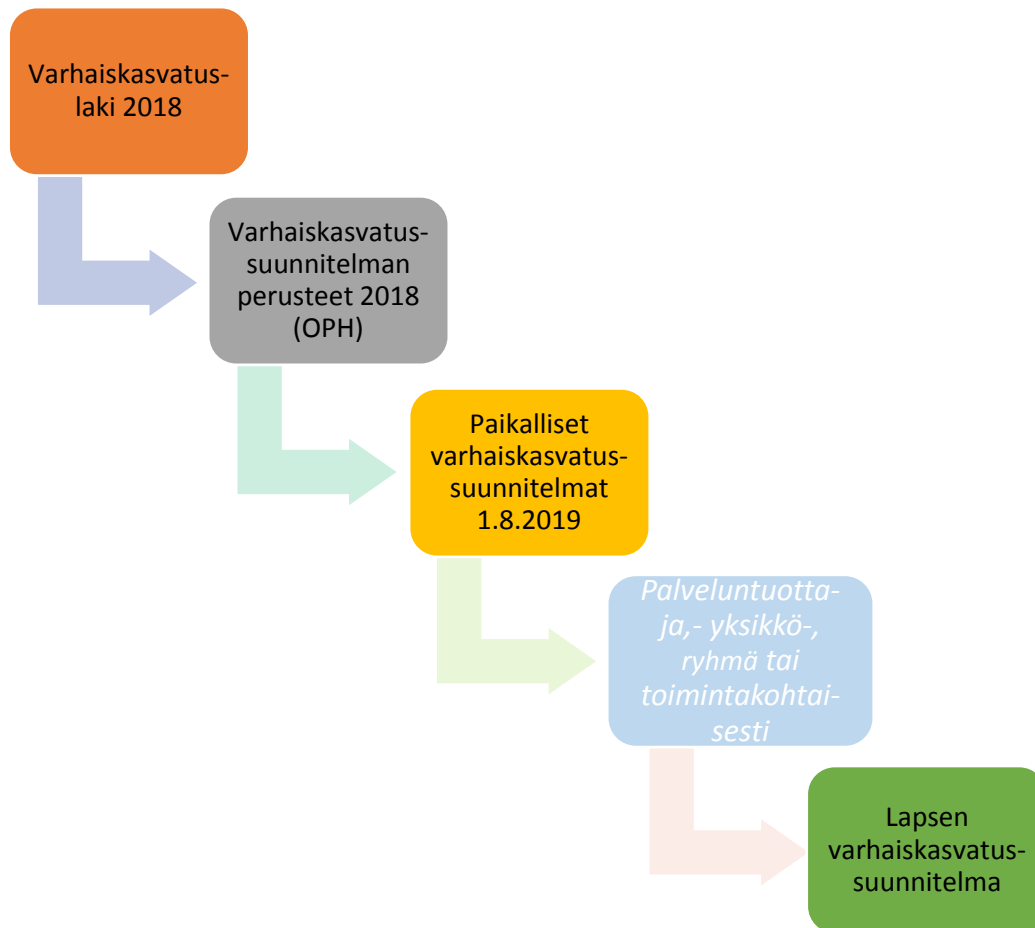 Varhaiskasvatus-
laki 2018
Varhaiskasvatus-
suunnitelman
perusteet 2018
(OPH)
Paikalliset
varhaiskasvatus-
suunnitelmat
1.8.2019
Palveluntuotta-
ja,- yksikkö-,
ryhmä tai
toimintakohtai-
sesti
Lapsen
varhaiskasvatus-
suunnitelma